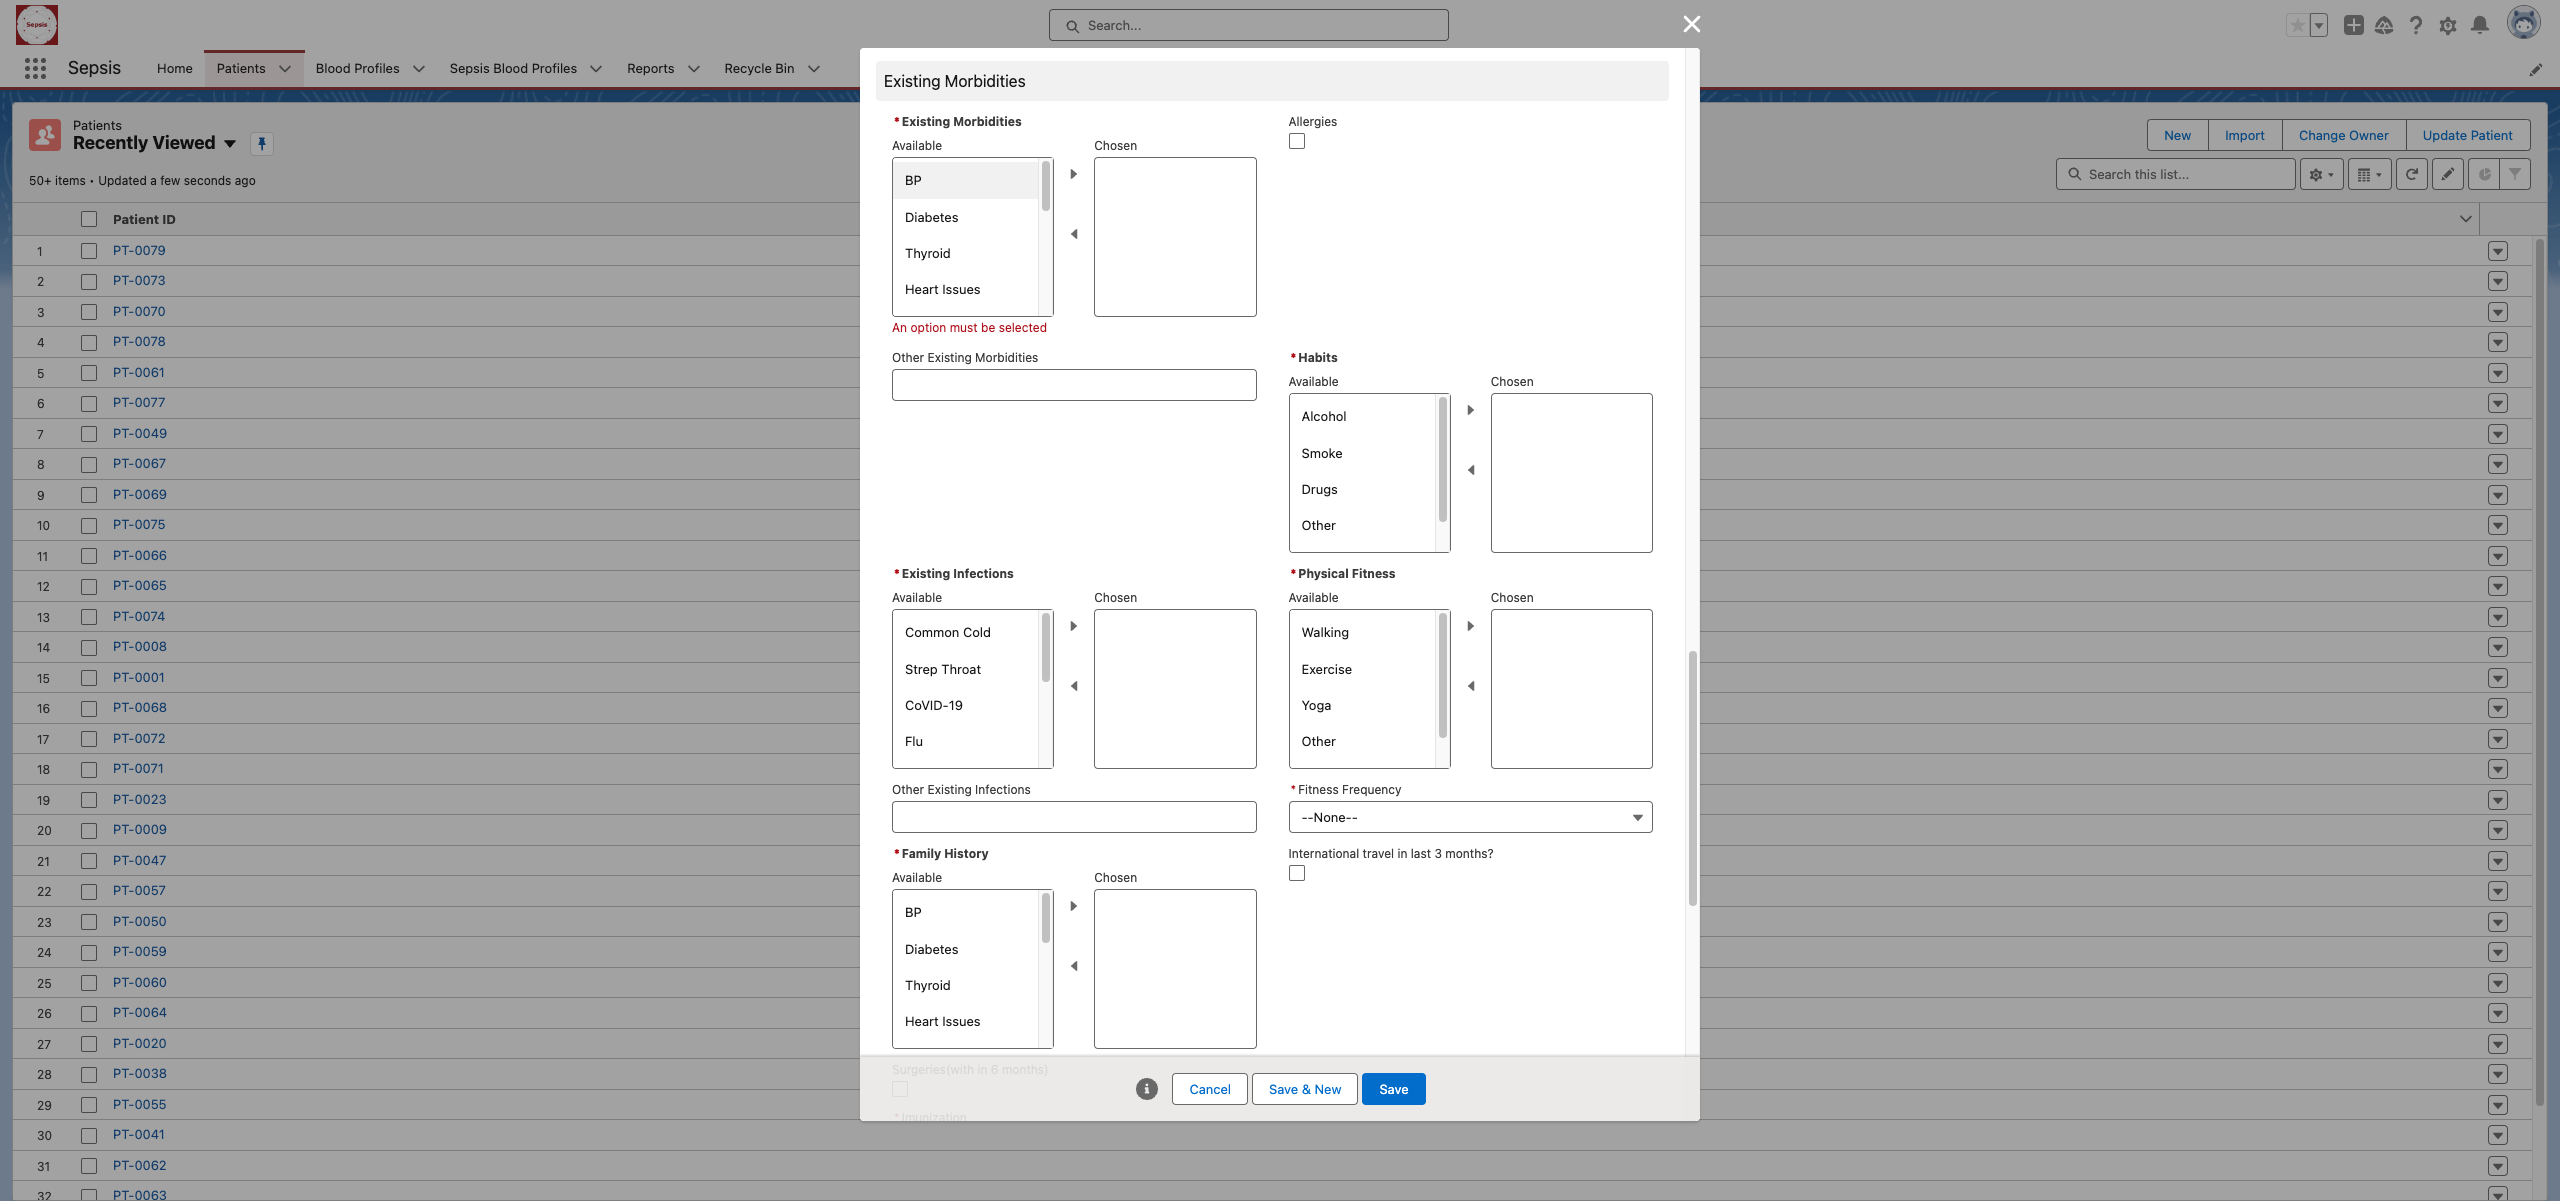 Sepsis
Search...
Sepsis
Home
Patients
Blood Profiles
Sepsis Blood Profiles
Reports
Recycle Bin
Patients
Recently Viewed
50+ items • Updated a few seconds ago
New
Import
Change Owner
Update Patient
Search this list...
Patient ID
1 PT-0079
2 PT-0073
3 PT-0070
4 PT-0078
5 PT-0061
6 PT-0077
7 PT-0049
8 PT-0067
9 PT-0069
10 PT-0075
11 PT-0066
12 PT-0065
13 PT-0074
14 PT-0008
15 PT-0001
16 PT-0068
17 PT-0072
18 PT-0071
19 PT-0023
20 PT-0009
21 PT-0047
22 PT-0057
23 PT-0050
24 PT-0059
25 PT-0060
26 PT-0064
27 PT-0020
28 PT-0038
29 PT-0055
30 PT-0041
31 PT-0062
32 PT-0063
Existing Morbidities
*Existing Morbidities
Available
Chosen
BP
Diabetes
Thyroid
Heart Issues
An option must be selected
Allergies
Other Existing Morbidities
*Habits
Available
Chosen
Alcohol
Smoke
Drugs
Other
*Existing Infections
Available
Chosen
Common Cold
Strep Throat
CoVID-19
Flu
*Physical Fitness
Available
Chosen
Walking
Exercise
Yoga
Other
Other Existing Infections
*Fitness Frequency
--None--
*Family History
Available
Chosen
BP
Diabetes
Thyroid
Heart Issues
International travel in last 3 months?
Surgeries(with in 6 months)
*Imunization
Cancel
Save & New
Save